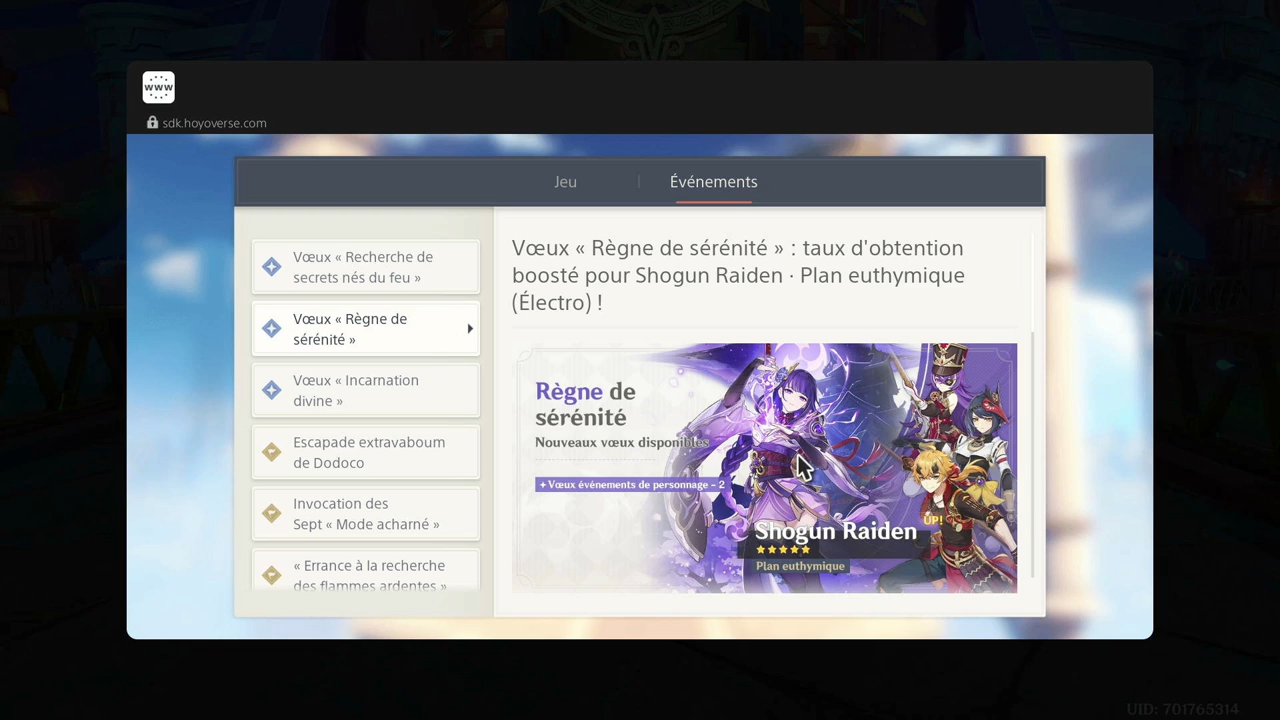 www
sdk.hoyoverse.com
Jeu
Événements
Vœux « Recherche de
secrets nés du feu »
Vœux « Règne de
sérénité »
Vœux « Incarnation
divine »
Escapade extravaboum
de Dodoco
Invocation des
Sept « Mode acharné »
« Errance à la recherche
des flammes ardentes »
Vœux « Règne de sérénité » : taux d'obtention
boosté pour Shogun Raiden · Plan euthymique
(Électro) !
Règne de
sérénité
Nouveaux vœux disponibles
Vœux événements de personnage - 2
Shogun Raiden
UP!
Plan euthymique
UID: 701765314